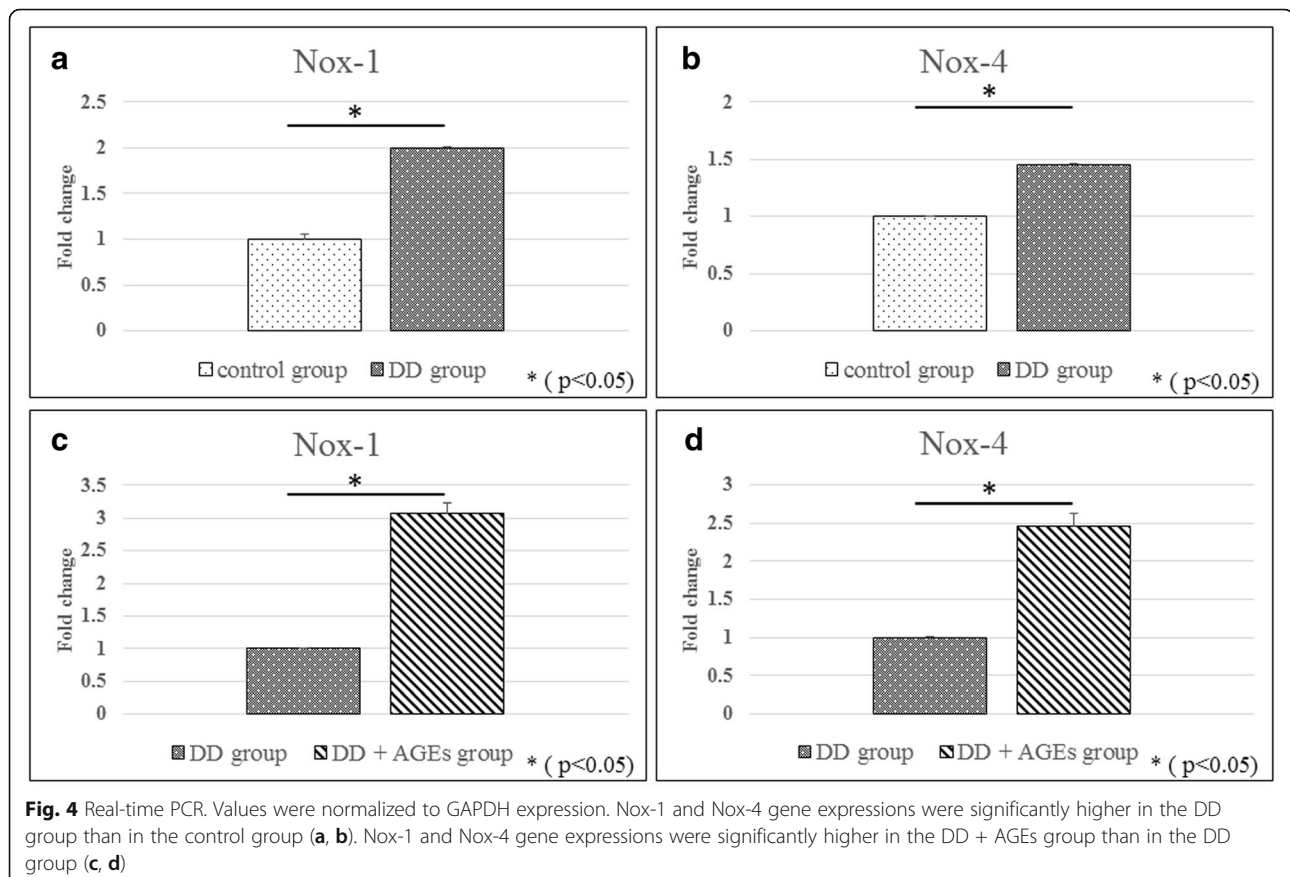 a
Nox-1
Fold change
2.5
2
1.5
1
0.5
0
*
control group DD group
* ( p<0.05)
b
Nox-4
Fold change
2
1.5
1
0.5
0
*
control group DD group
* ( p<0.05)
c
Nox-1
Fold change
3.5
3
2.5
2
1.5
1
0.5
0
*
DD group DD + AGEs group
* ( p<0.05)
d
Nox-4
Fold change
3
2.5
2
1.5
1
0.5
0
*
DD group DD + AGEs group
* ( p<0.05)
Fig. 4 Real-time PCR. Values were normalized to GAPDH expression. Nox-1 and Nox-4 gene expressions were significantly higher in the DD
group than in the control group (a, b). Nox-1 and Nox-4 gene expressions were significantly higher in the DD + AGEs group than in the DD
group (c, d)